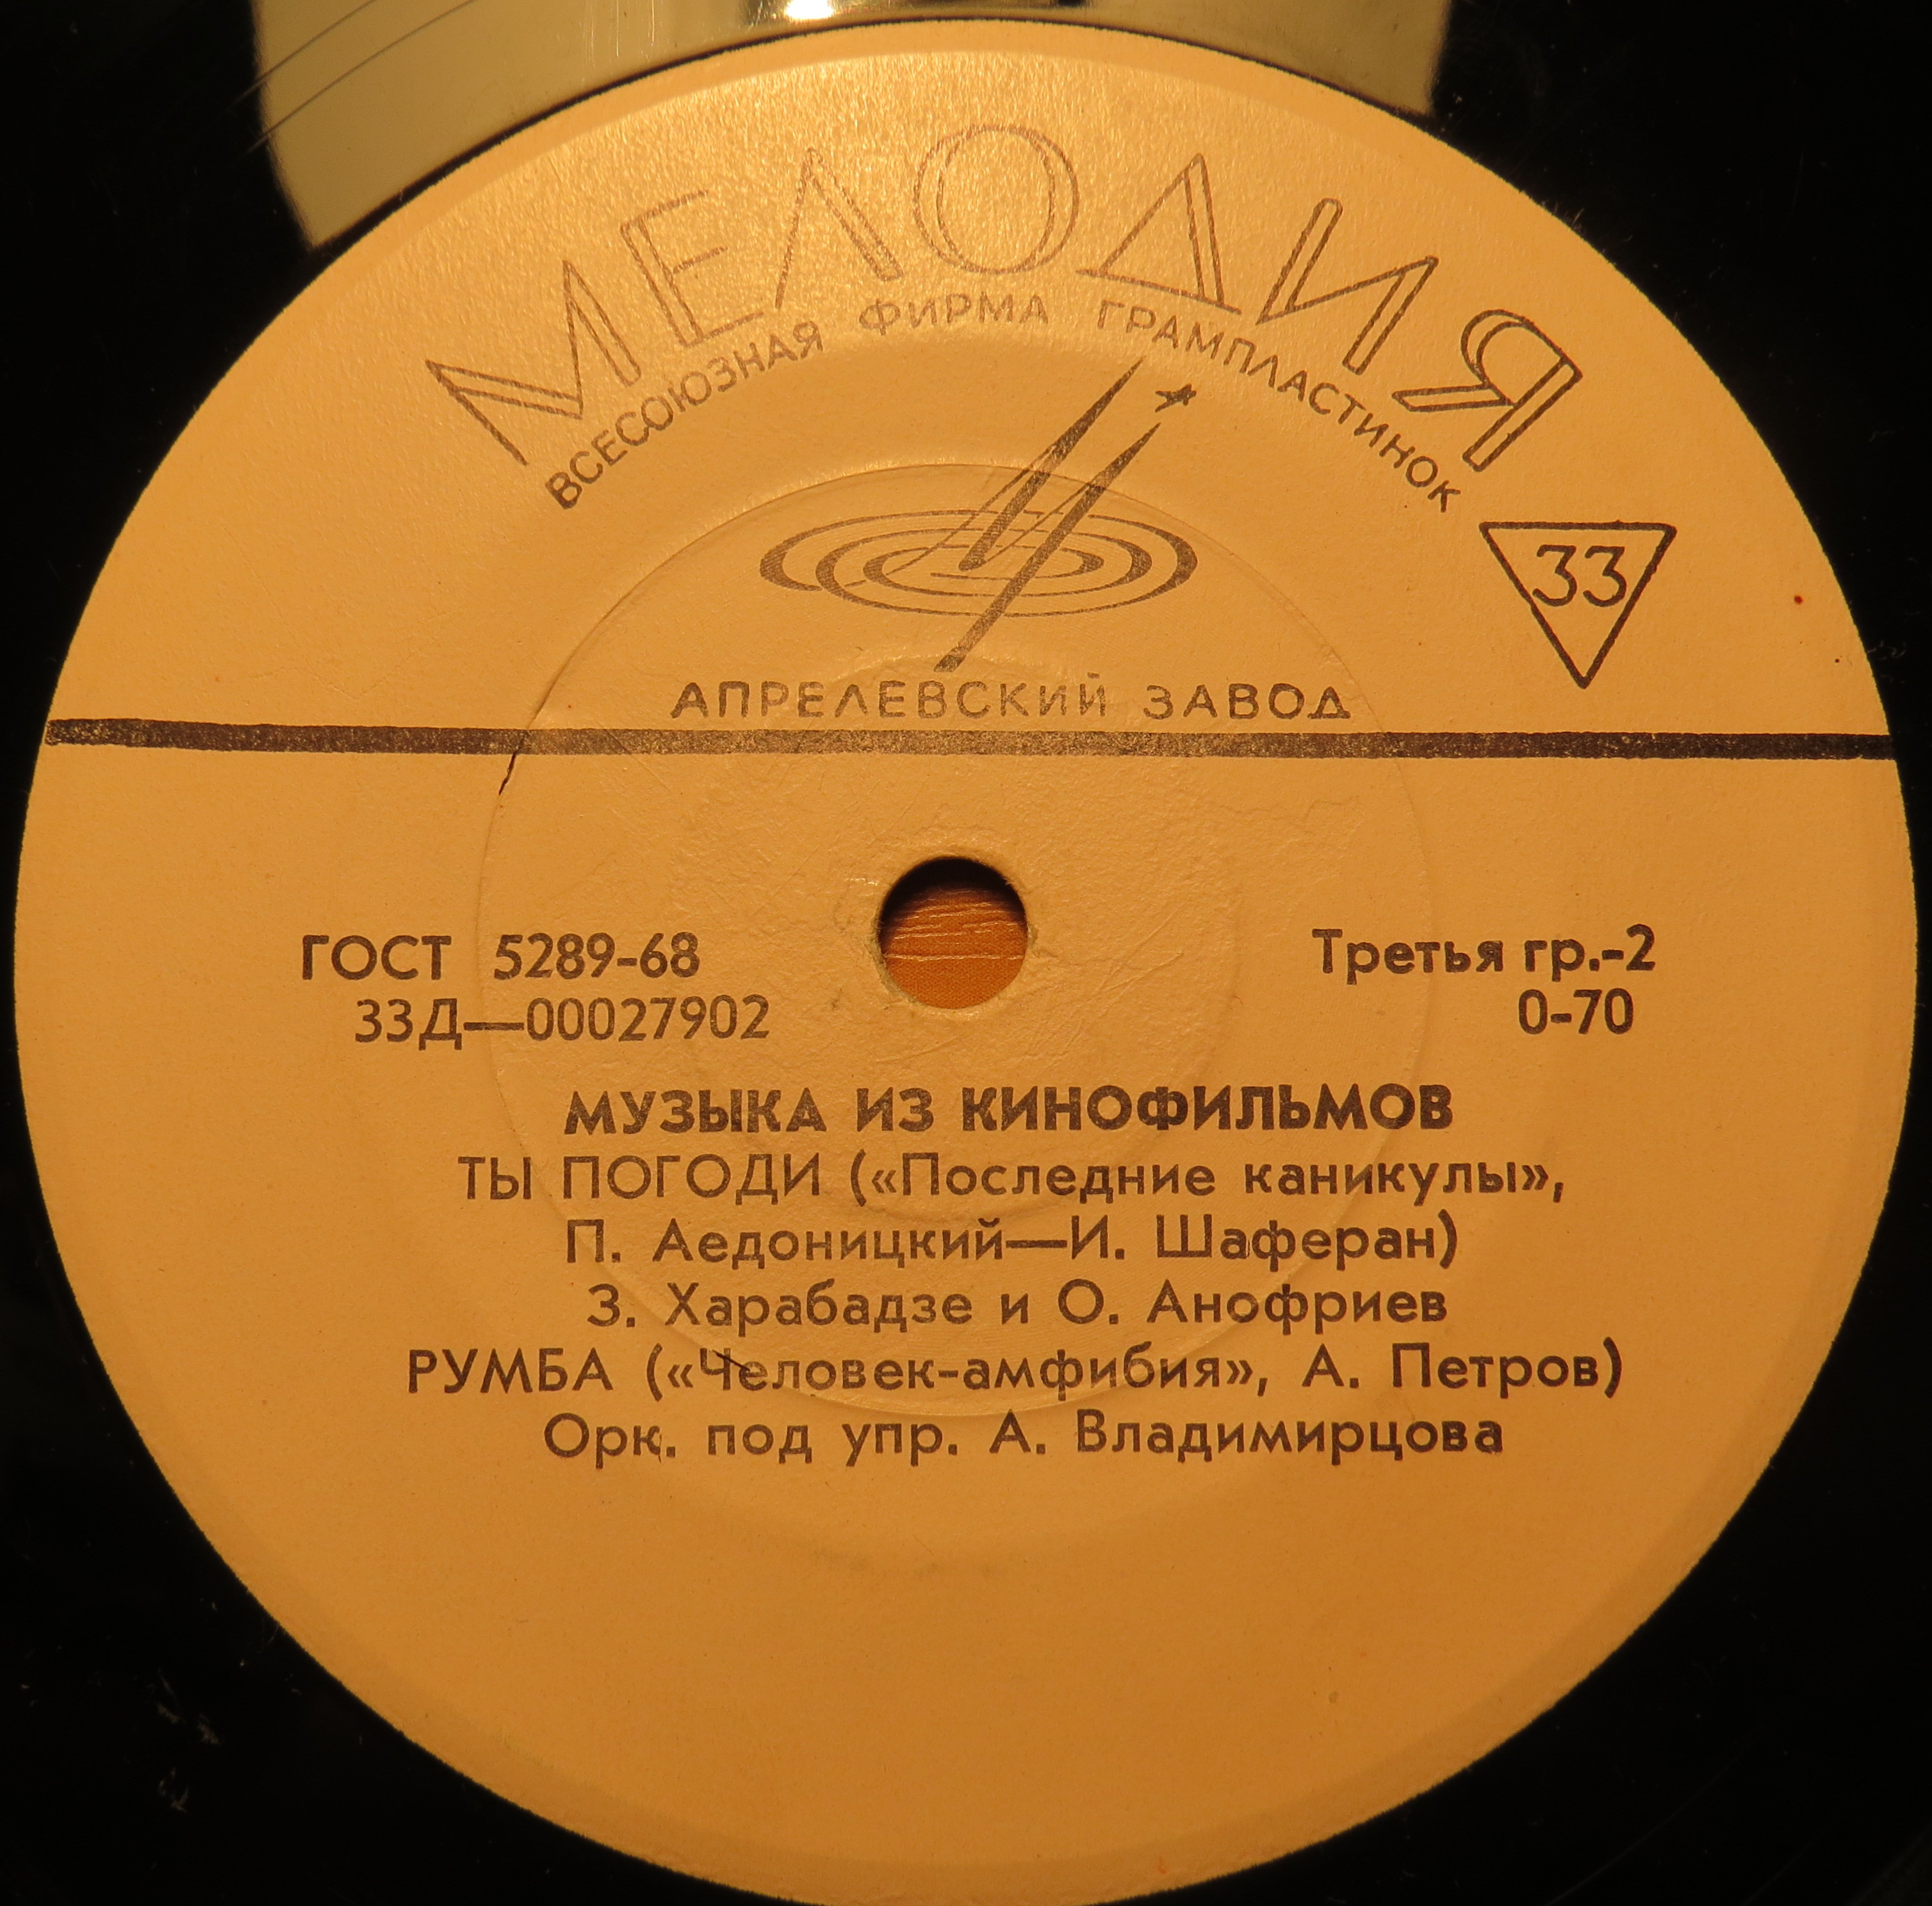 МЕЛОДИЯ
ВСЕСОЮЗНАЯ ФИРМА ГРАМПЛАСТИНОК
33
АПРЕЛЕВСКИЙ ЗАВОД
ГОСТ 5289-68
Третья гр.-2
33Д—00027902
0-70
МУЗЫКА ИЗ КИНОФИЛЬМОВ
ТЫ ПОГОДИ («Последние каникулы»,
П. Аедоницкий—И. Шаферан)
З. Харабадзе и О. Анофриев
РУМБА («Человек-амфибия», А. Петров)
Орк. под упр. А. Владимирцова